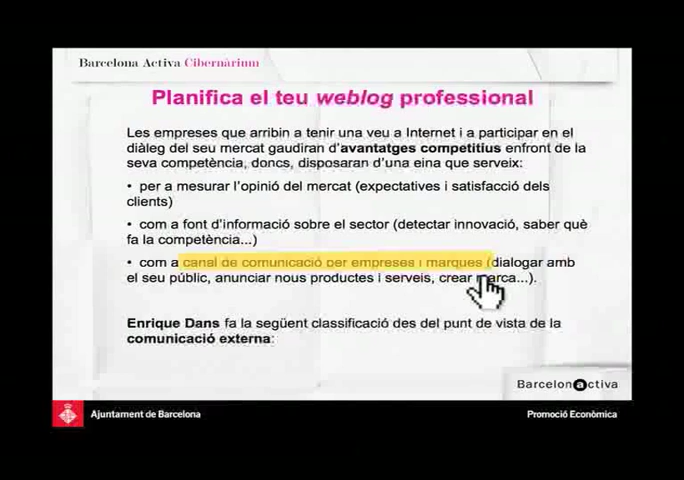 Barcelona Activa Cibernàrium
Planifica el teu weblog professional
Les empreses que arribin a tenir una veu a Internet i a participar en el
diàleg del seu mercat gaudiran d'avantatges competitius enfront de la
seva competència, doncs, disposaran d'una eina que serveix:
• per a mesurar l'opinió del mercat (expectatives i satisfacció dels
clients)
• com a font d'informació sobre el sector (detectar innovació, saber què
fa la competència...)
• com a canal de comunicació per empreses i marques (dialogar amb
el seu públic, anunciar nous productes i serveis, crear marca...).
Enrique Dans fa la següent classificació des del punt de vista de la
comunicació externa:
Barcelonactiva
Ajuntament de Barcelona
Promoció Econòmica